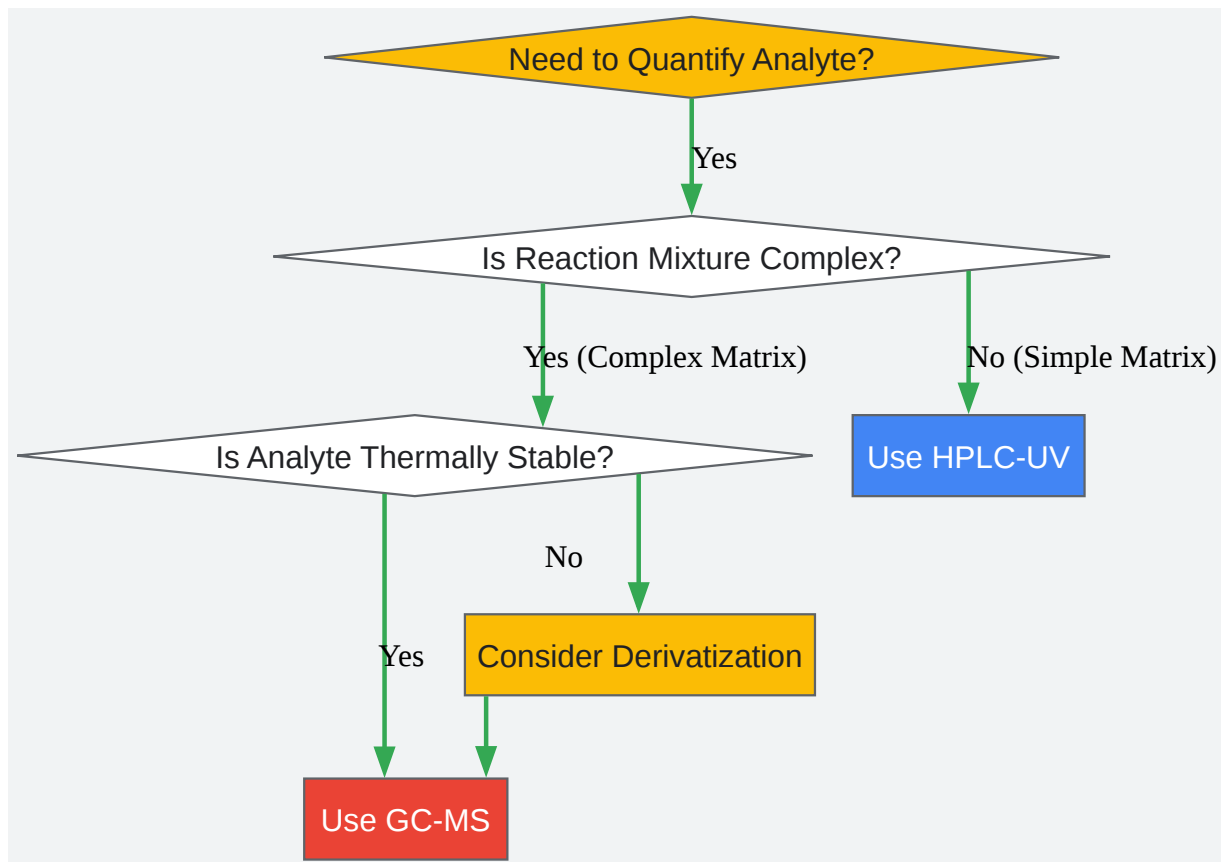 Need to Quantify Analyte?
Yes
Is Reaction Mixture Complex?
Yes (Complex Matrix)
No (Simple Matrix)
Is Analyte Thermally Stable?
Use HPLC-UV
No
Yes
Consider Derivatization
Use GC-MS